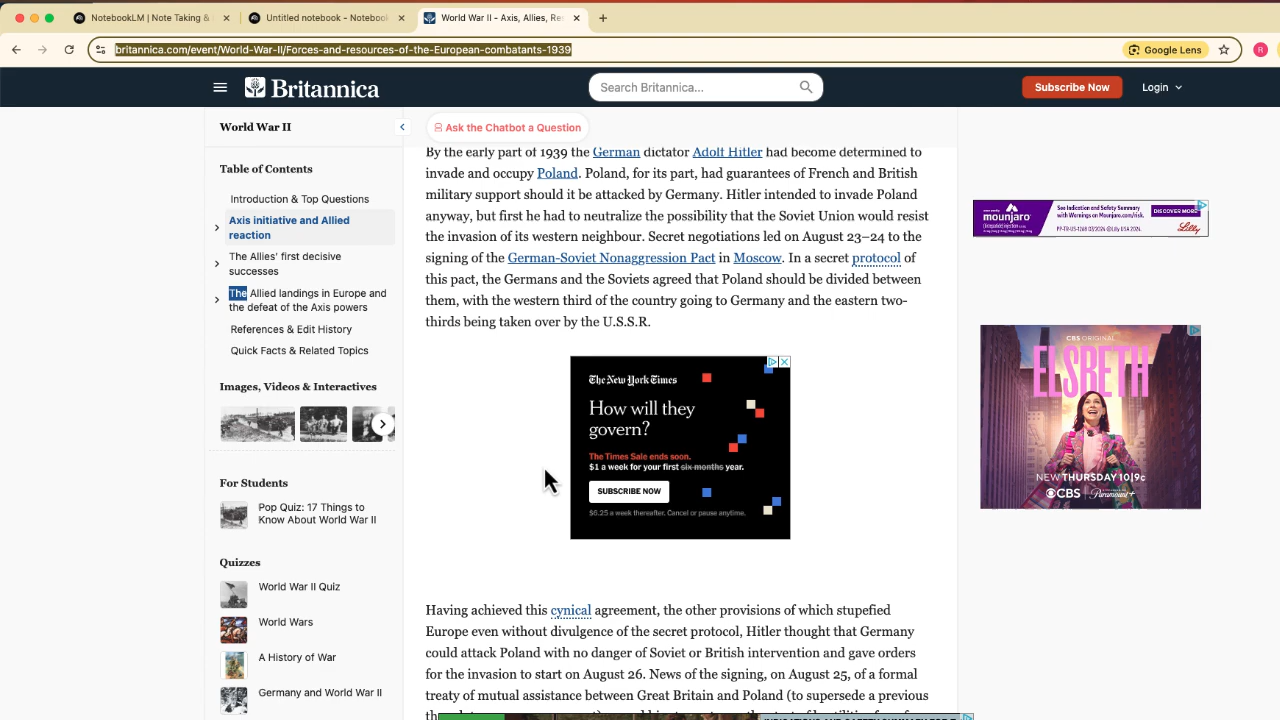 NotebookLM | Note Taking &
Untitled notebook - Notebook
World War II - Axis, Allies, Re
britannica.com/event/World-War-II/Forces-and-resources-of-the-European-combatants-1939
Google Lens
R
Britannica
Search Britannica...
Subscribe Now
Login
World War II
Table of Contents
Introduction & Top Questions
Axis initiative and Allied
reaction
The Allies' first decisive
successes
The Allied landings in Europe and
the defeat of the Axis powers
References & Edit History
Quick Facts & Related Topics
Images, Videos & Interactives
For Students
Pop Quiz: 17 Things to
Know About World War II
Quizzes
World War II Quiz
World Wars
A History of War
Germany and World War II
Ask the Chatbot a Question
By the early part of 1939 the German dictator Adolf Hitler had become determined to
invade and occupy Poland. Poland, for its part, had guarantees of French and British
military support should it be attacked by Germany. Hitler intended to invade Poland
anyway, but first he had to neutralize the possibility that the Soviet Union would resist
the invasion of its western neighbour. Secret negotiations led on August 23–24 to the
signing of the German-Soviet Nonaggression Pact in Moscow. In a secret protocol of
this pact, the Germans and the Soviets agreed that Poland should be divided between
them, with the western third of the country going to Germany and the eastern two-
thirds being taken over by the U.S.S.R.
The New York Times
How will they
govern?
The Times Sale ends soon.
$1 a week for your first six months year.
SUBSCRIBE NOW
$6.25 a week thereafter. Cancel or pause anytime.
Having achieved this cynical agreement, the other provisions of which stupefied
Europe even without divulgence of the secret protocol, Hitler thought that Germany
could attack Poland with no danger of Soviet or British intervention and gave orders
for the invasion to start on August 26. News of the signing, on August 25, of a formal
treaty of mutual assistance between Great Britain and Poland (to supersede a previous
mounjaro
See Indication and Safety Summary
with Warnings on Mounjaro.com/risk.
DISCOVER MORE
Lilly
CBS ORIGINAL
ELSBETH
NEW THURSDAY 10|9c
CBS Paramount+